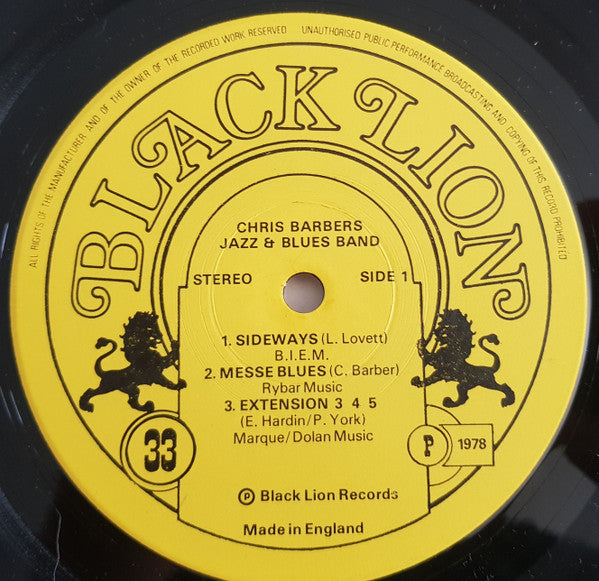 ALL RIGHTS OF THE MANUFACTURER AND OF THE OWNER OF THE RECORDED WORK RESERVED UNAUTHORISED PUBLIC PERFORMANCE BROADCASTING AND COPYING OF THIS RECORD PROHIBITED
BLACK LION
CHRIS BARBERS
JAZZ & BLUES BAND
STEREO SIDE 1
1. SIDEWAYS (L. Lovett)
B.I.E.M.
2. MESSE BLUES (C. Barber)
Rybar Music
3. EXTENSION 3 4 5
(E. Hardin/P. York)
Marque/Dolan Music
33 P 1978
℗ Black Lion Records
Made in England